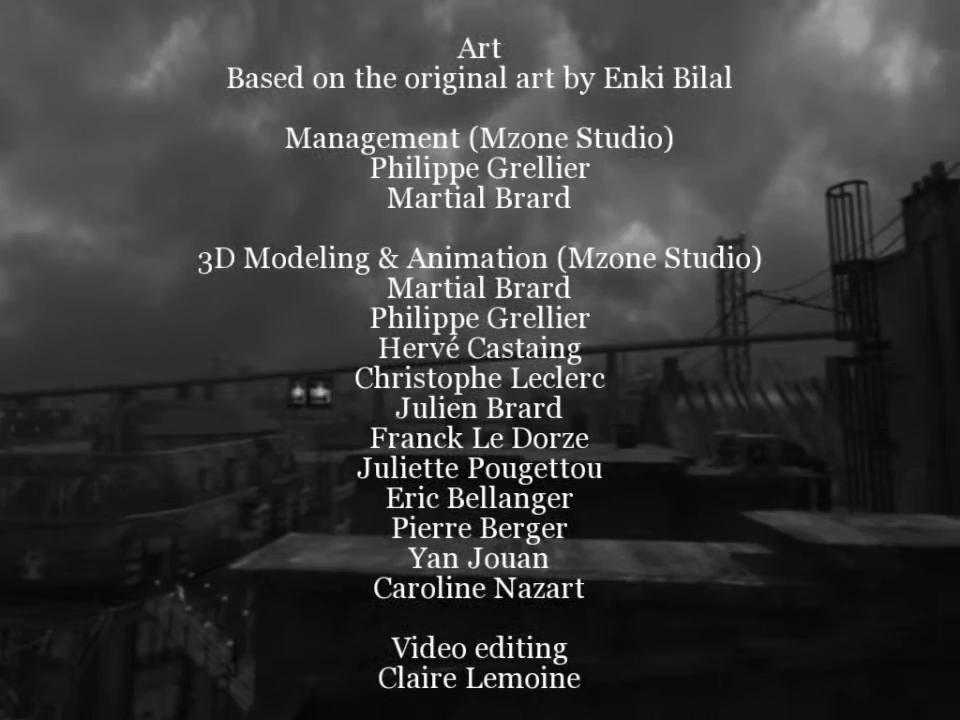 Art
Based on the original art by Enki Bilal
Management (Mzone Studio)
Philippe Grellier
Martial Brard
3D Modeling & Animation (Mzone Studio)
Martial Brard
Philippe Grellier
Hervé Castaing
Christophe Leclerc
Julien Brard
Franck Le Dorze
Juliette Pougettou
Eric Bellanger
Pierre Berger
Yan Jouan
Caroline Nazart
Video editing
Claire Lemoine